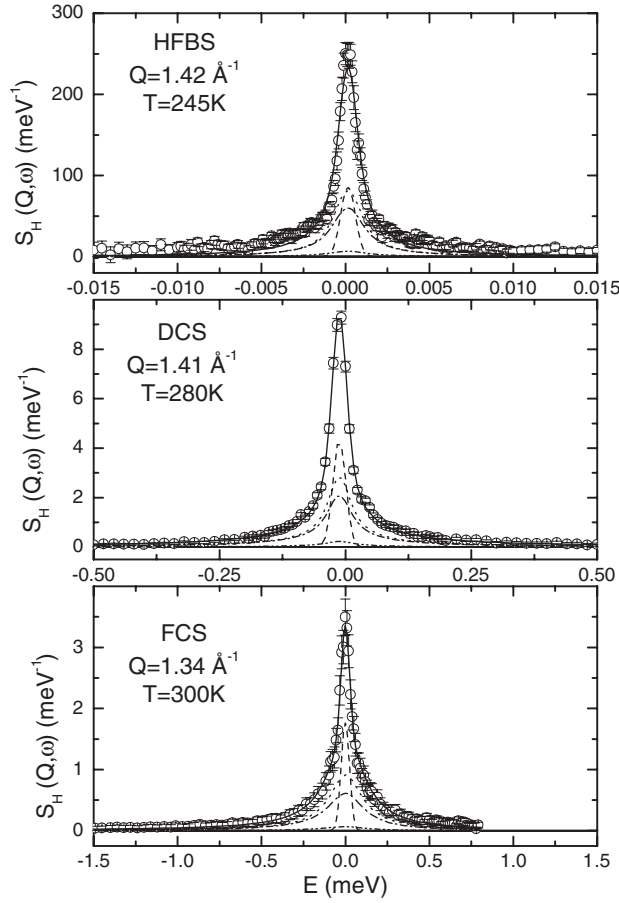 300
200
100
0
S_H (Q,ω) (meV⁻¹)
HFBS
Q=1.42 Å⁻¹
T=245K
-0.015 -0.010 -0.005 0.000 0.005 0.010 0.015
8
6
4
2
0
S_H (Q,ω) (meV⁻¹)
DCS
Q=1.41 Å⁻¹
T=280K
-0.50 -0.25 0.00 0.25 0.50
3
2
1
0
S_H (Q,ω) (meV⁻¹)
FCS
Q=1.34 Å⁻¹
T=300K
-1.5 -1.0 -0.5 0.0 0.5 1.0 1.5
E (meV)